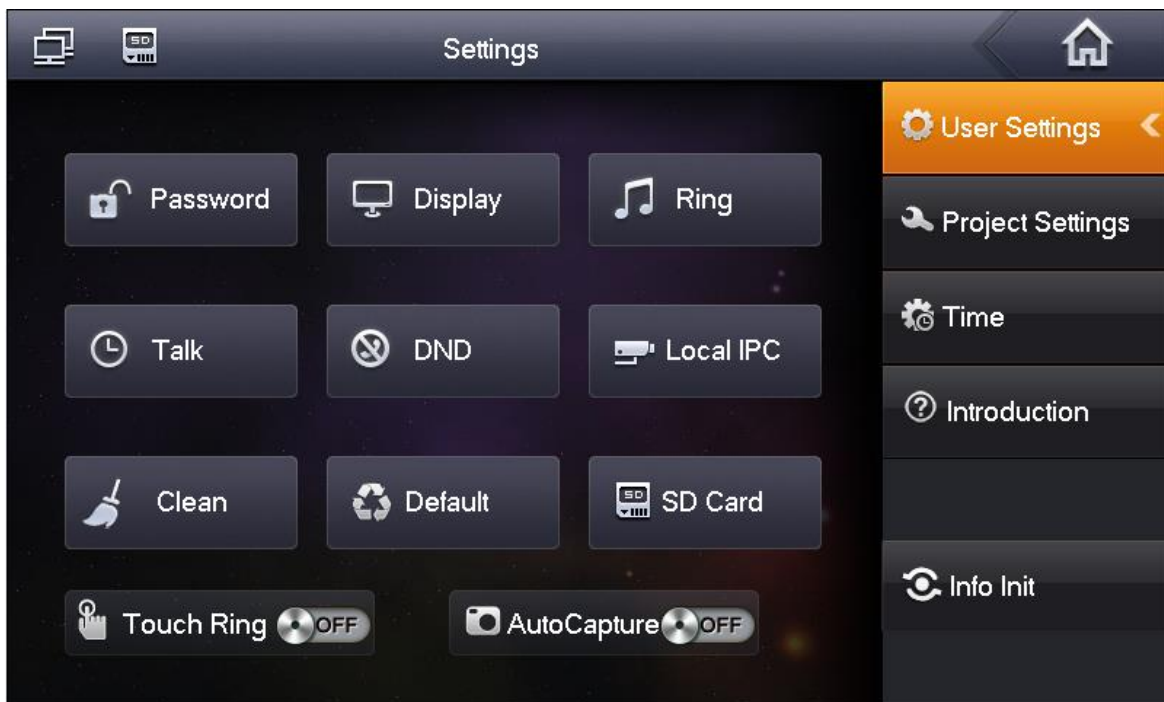 SD
Settings
User Settings
Password
Display
Ring
Project Settings
Talk
DND
Local IPC
Time
Introduction
Clean
Default
SD
SD Card
Info Init
Touch Ring OFF
AutoCapture OFF